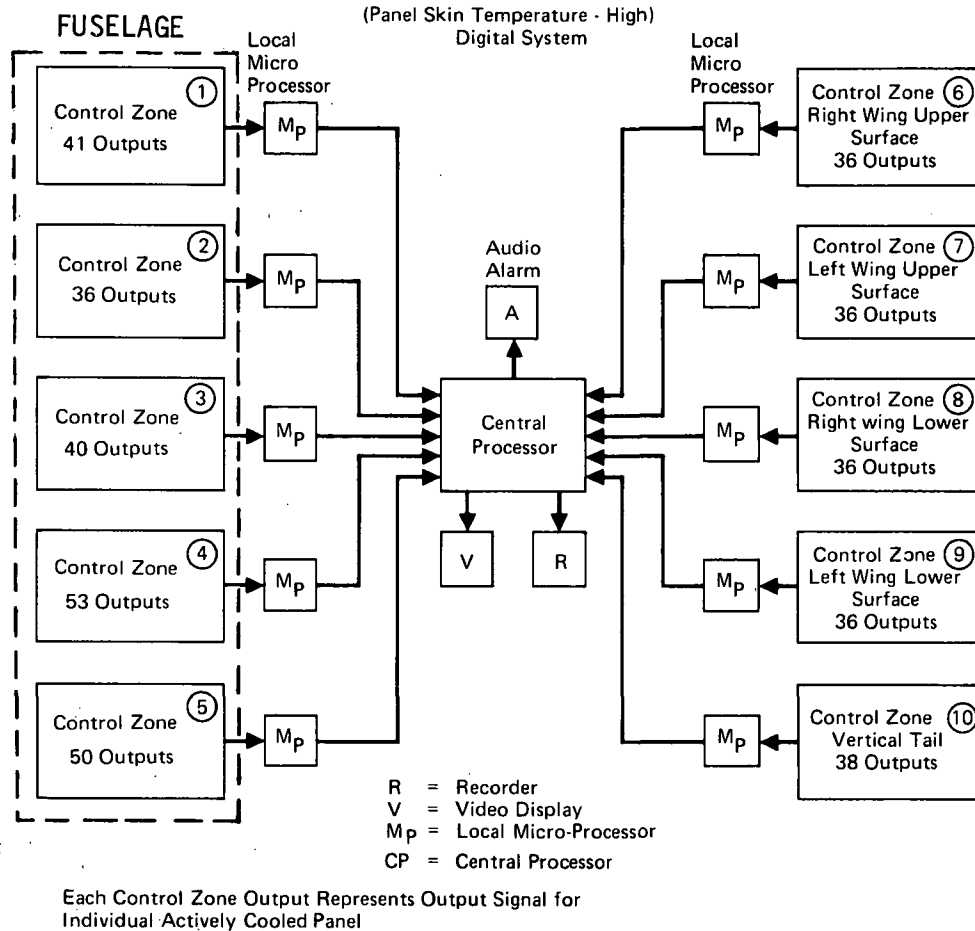 (Panel Skin Temperature - High)
Digital System
FUSELAGE
Local
Micro
Processor
Local
Micro
Processor
1
Control Zone
41 Outputs
MP
2
Control Zone
36 Outputs
MP
3
Control Zone
40 Outputs
MP
4
Control Zone
53 Outputs
MP
5
Control Zone
50 Outputs
MP
Audio
Alarm
A
Central
Processor
V
R
MP
Control Zone 6
Right Wing Upper
Surface
36 Outputs
MP
Control Zone 7
Left Wing Upper
Surface
36 Outputs
MP
Control Zone 8
Right wing Lower
Surface
36 Outputs
MP
Control Zone 9
Left Wing Lower
Surface
36 Outputs
MP
Control Zone 10
Vertical Tail
38 Outputs
R = Recorder
V = Video Display
MP = Local Micro-Processor
CP = Central Processor
Each Control Zone Output Represents Output Signal for
Individual Actively Cooled Panel